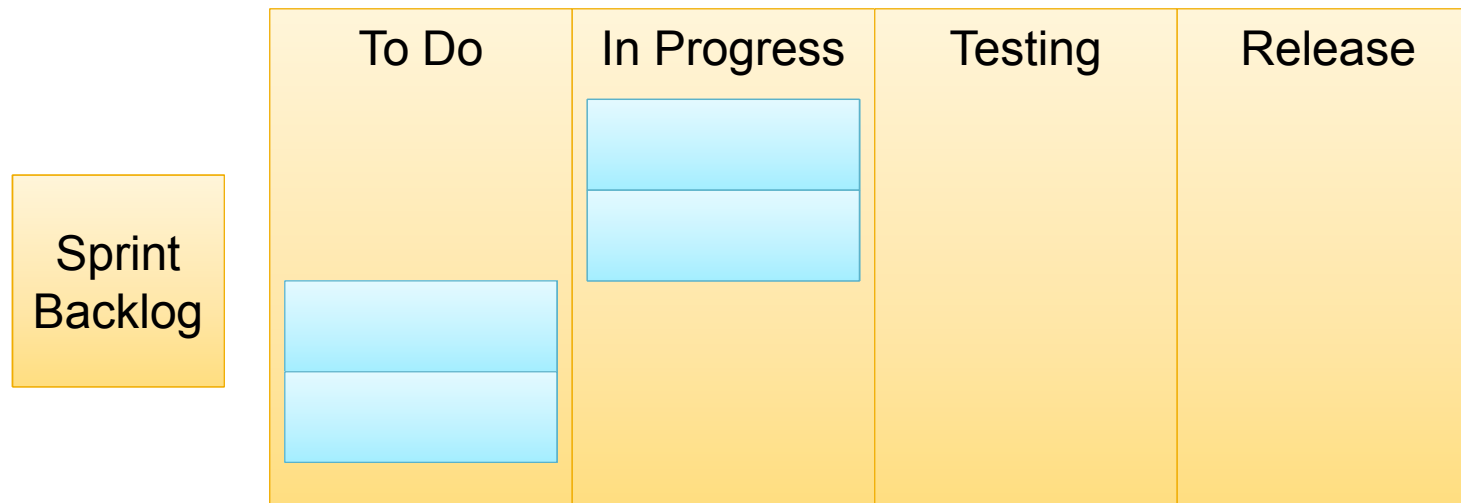 To Do
In Progress
Testing
Release
Sprint
Backlog